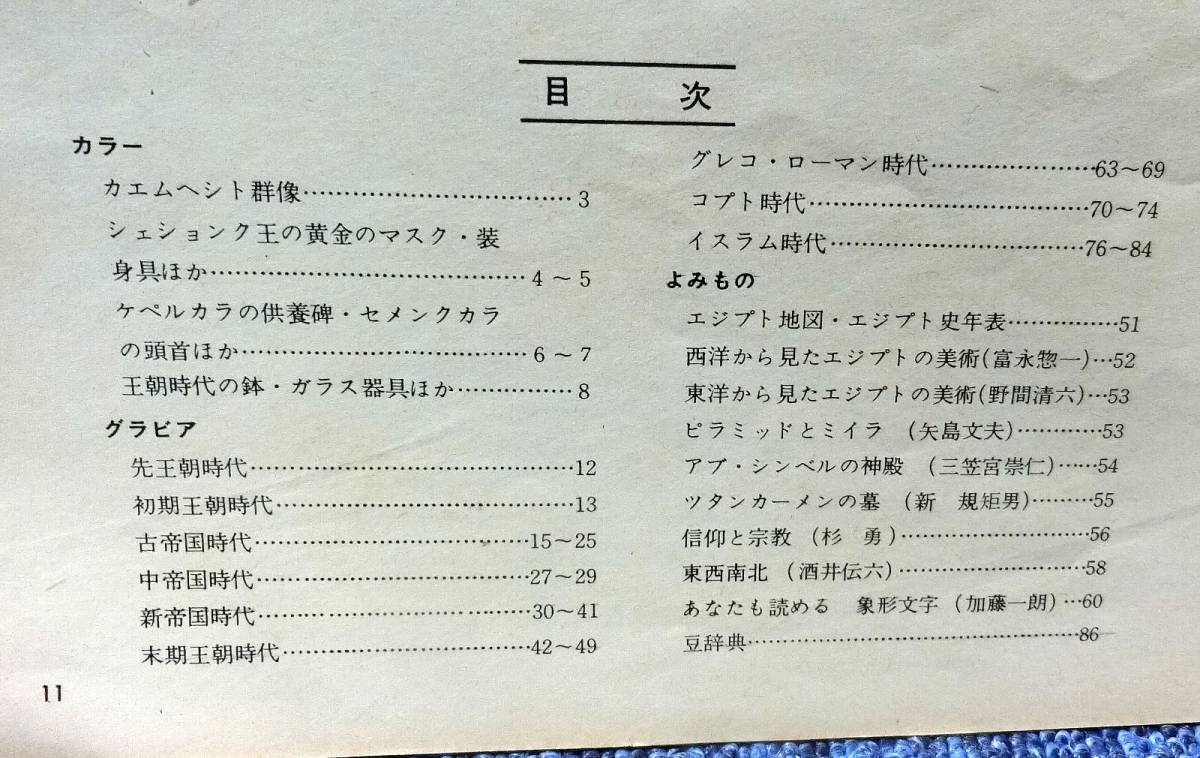 目　次
カラー
カエムヘシト群像……………………………3
シェションク王の黄金のマスク・装
身具ほか…………………………………4～5
ケペルカラの供養碑・セメンクカラ
の頭首ほか………………………………6～7
王朝時代の鉢・ガラス器具ほか……………8
グラビア
先王朝時代…………………………………12
初期王朝時代………………………………13
古帝国時代……………………………15～25
中帝国時代……………………………27～29
新帝国時代……………………………30～41
末期王朝時代…………………………42～49
グレコ・ローマン時代…………………63～69
コプト時代……………………………70～74
イスラム時代…………………………76～84
よみもの
エジプト地図・エジプト史年表……………51
西洋から見たエジプトの美術(富永惣一)…52
東洋から見たエジプトの美術(野間清六)…53
ピラミッドとミイラ (矢島文夫)…………53
アブ・シンベルの神殿 (三笠宮崇仁)……54
ツタンカーメンの墓 (新　規矩男)………55
信仰と宗教 (杉　勇)……………………56
東西南北 (酒井伝六)……………………58
あなたも読める　象形文字 (加藤一朗)…60
豆辞典……………………………………86
11